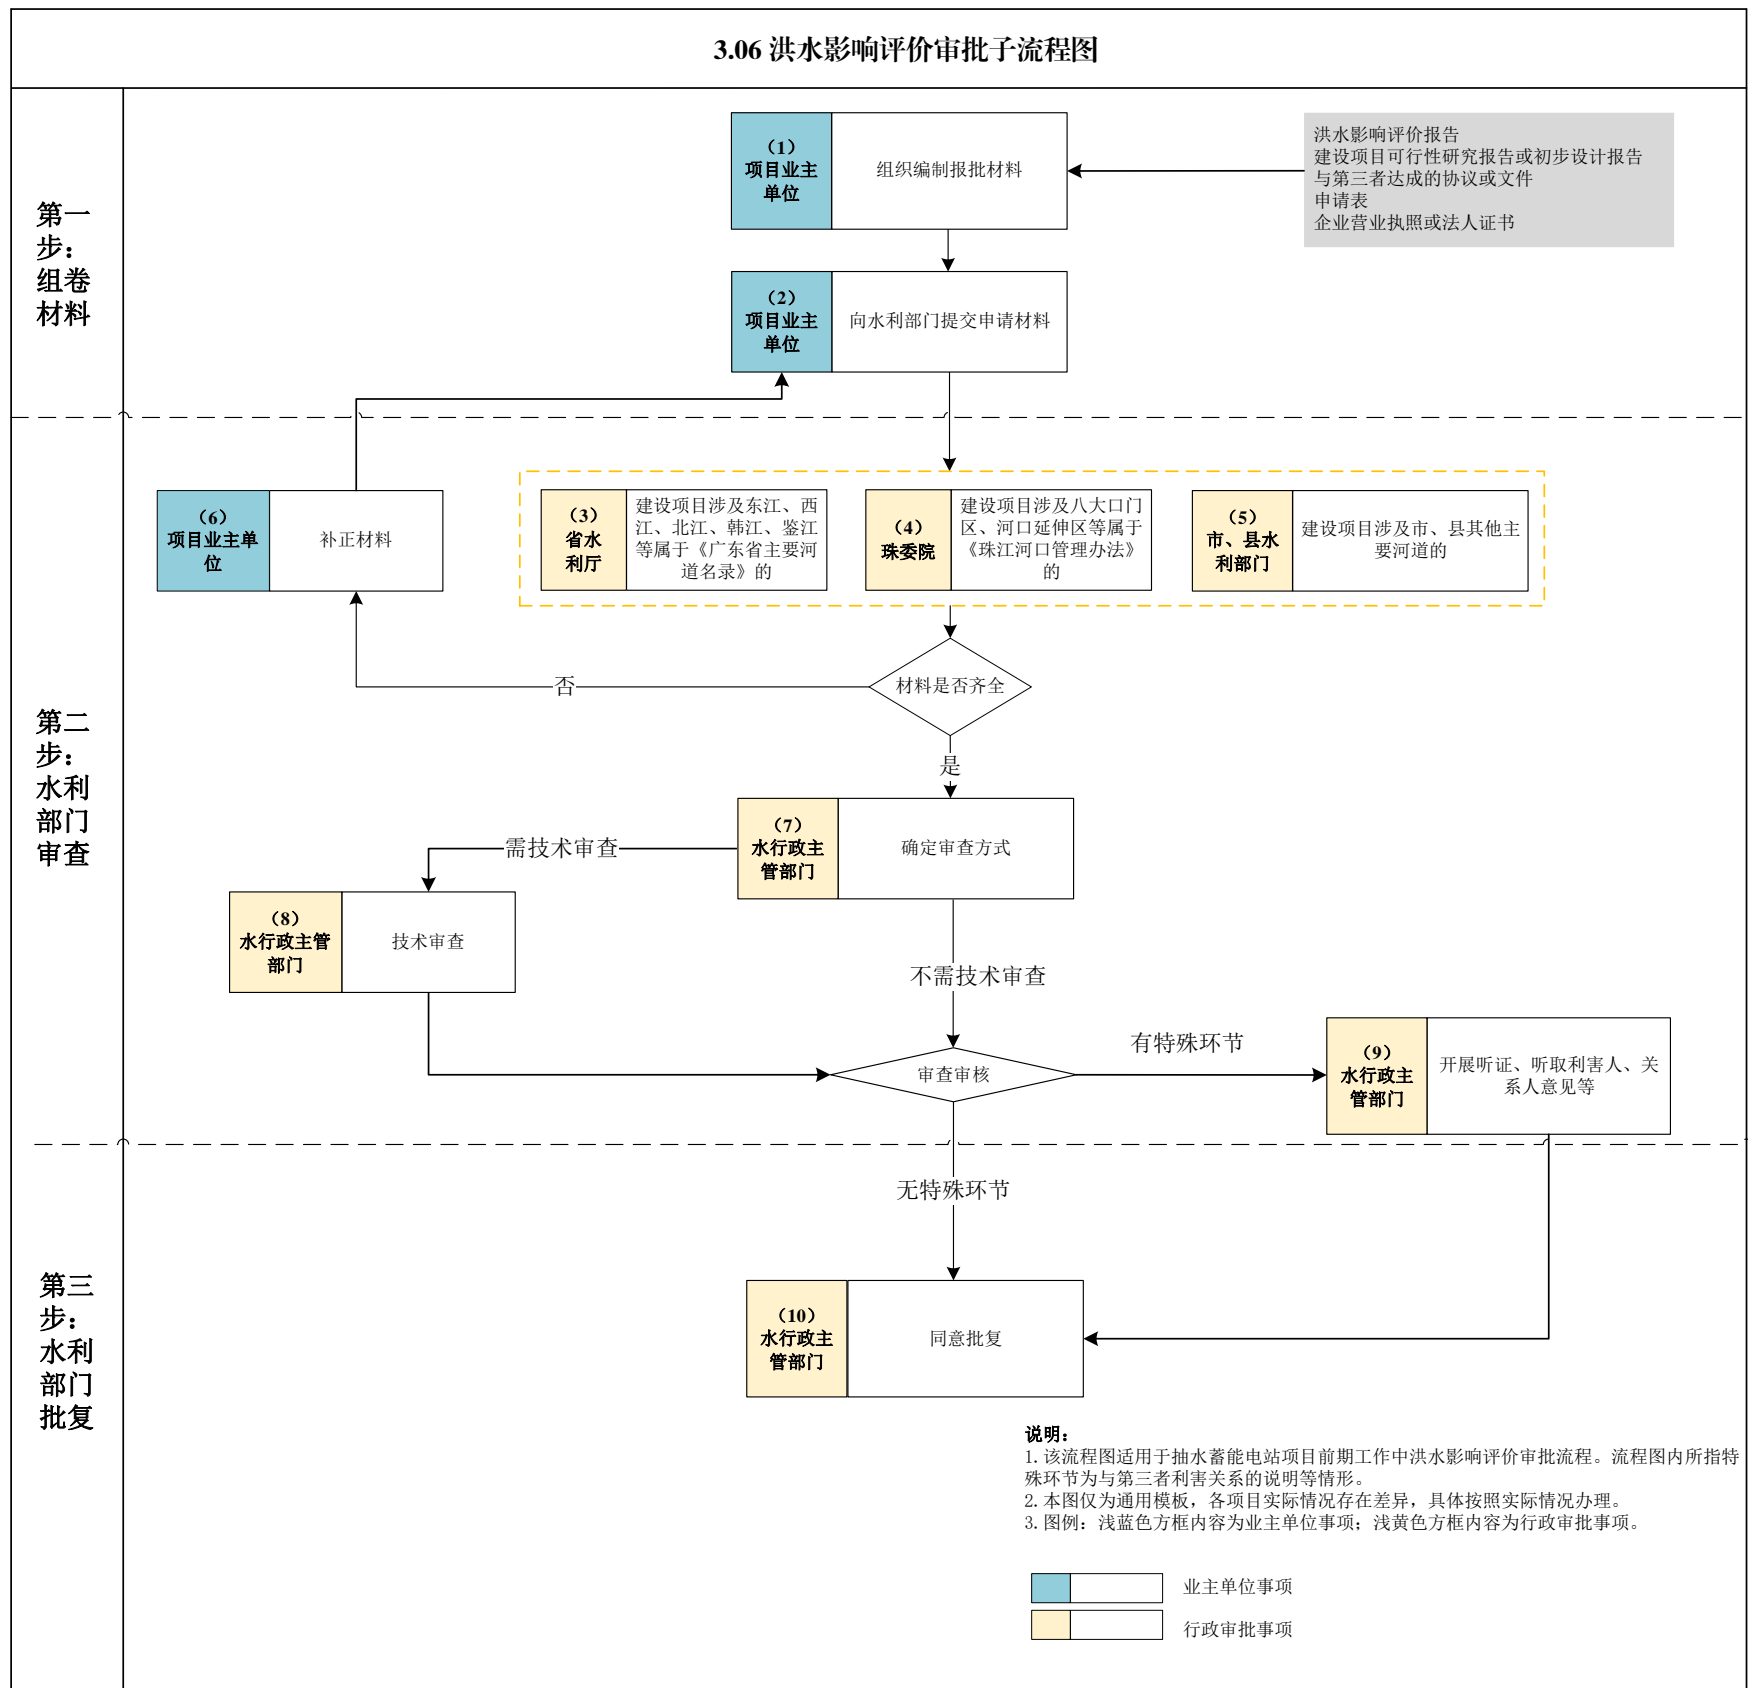 3.06 洪水影响评价审批子流程图
第一
步：
组卷
材料
（1）
项目业主
单位
组织编制报批材料
洪水影响评价报告
建设项目可行性研究报告或初步设计报告
与第三者达成的协议或文件
申请表
企业营业执照或法人证书
（2）
项目业主
单位
向水利部门提交申请材料
第二
步：
水利
部门
审查
（6）
项目业主单
位
补正材料
（3）
省水
利厅
建设项目涉及东江、西
江、北江、韩江、鉴江
等属于《广东省主要河
道名录》的
（4）
珠委院
建设项目涉及八大口门
区、河口延伸区等属于
《珠江河口管理办法》
的
（5）
市、县水
利部门
建设项目涉及市、县其他主
要河道的
材料是否齐全
否
是
（7）
水行政主
管部门
确定审查方式
需技术审查
（8）
水行政主管
部门
技术审查
不需技术审查
审查审核
有特殊环节
（9）
水行政主
管部门
开展听证、听取利害人、关
系人意见等
第三
步：
水利
部门
批复
无特殊环节
（10）
水行政主
管部门
同意批复
说明：
1. 该流程图适用于抽水蓄能电站项目前期工作中洪水影响评价审批流程。流程图内所指特
殊环节为与第三者利害关系的说明等情形。
2. 本图仅为通用模板，各项目实际情况存在差异，具体按照实际情况办理。
3. 图例：浅蓝色方框内容为业主单位事项；浅黄色方框内容为行政审批事项。
业主单位事项
行政审批事项